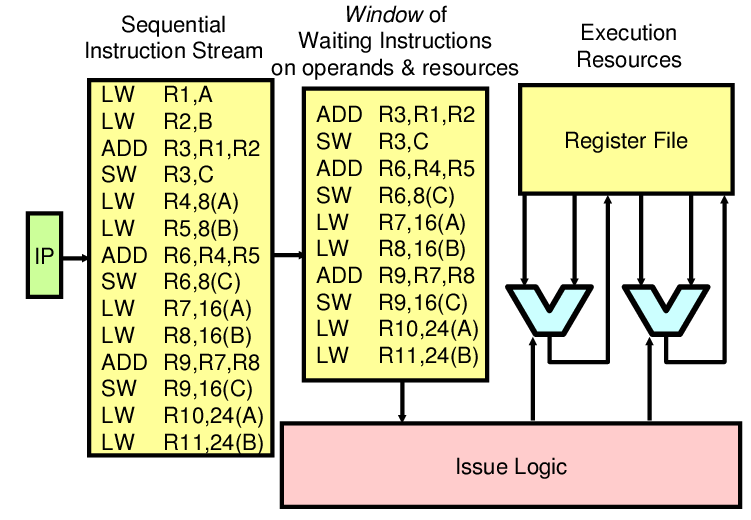 Sequential
Instruction Stream
Window of
Waiting Instructions
on operands & resources
Execution
Resources
IP
LW R1,A
LW R2,B
ADD R3,R1,R2
SW R3,C
LW R4,8(A)
LW R5,8(B)
ADD R6,R4,R5
SW R6,8(C)
LW R7,16(A)
LW R8,16(B)
ADD R9,R7,R8
SW R9,16(C)
LW R10,24(A)
LW R11,24(B)
ADD R3,R1,R2
SW R3,C
ADD R6,R4,R5
SW R6,8(C)
LW R7,16(A)
LW R8,16(B)
ADD R9,R7,R8
SW R9,16(C)
LW R10,24(A)
LW R11,24(B)
Register File
Issue Logic